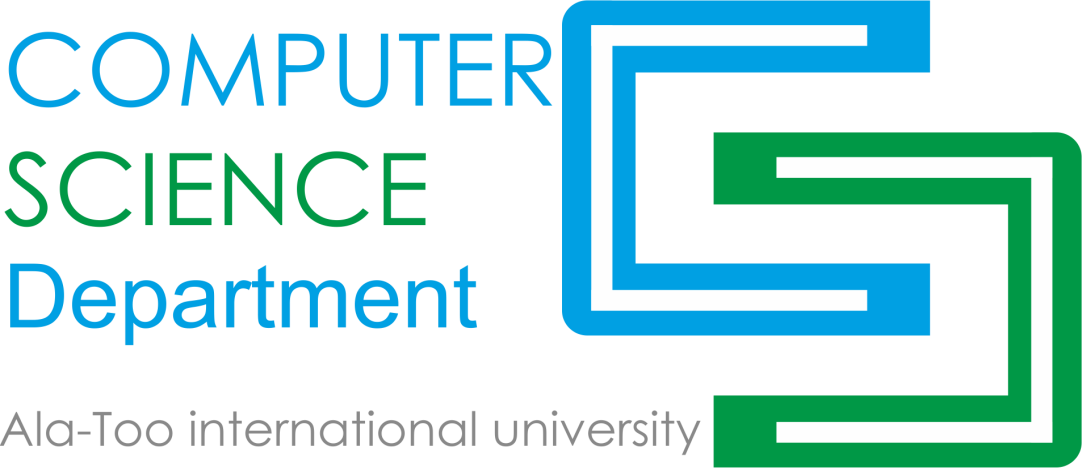 COMPUTER
SCIENCE
Department
Ala-Too international university